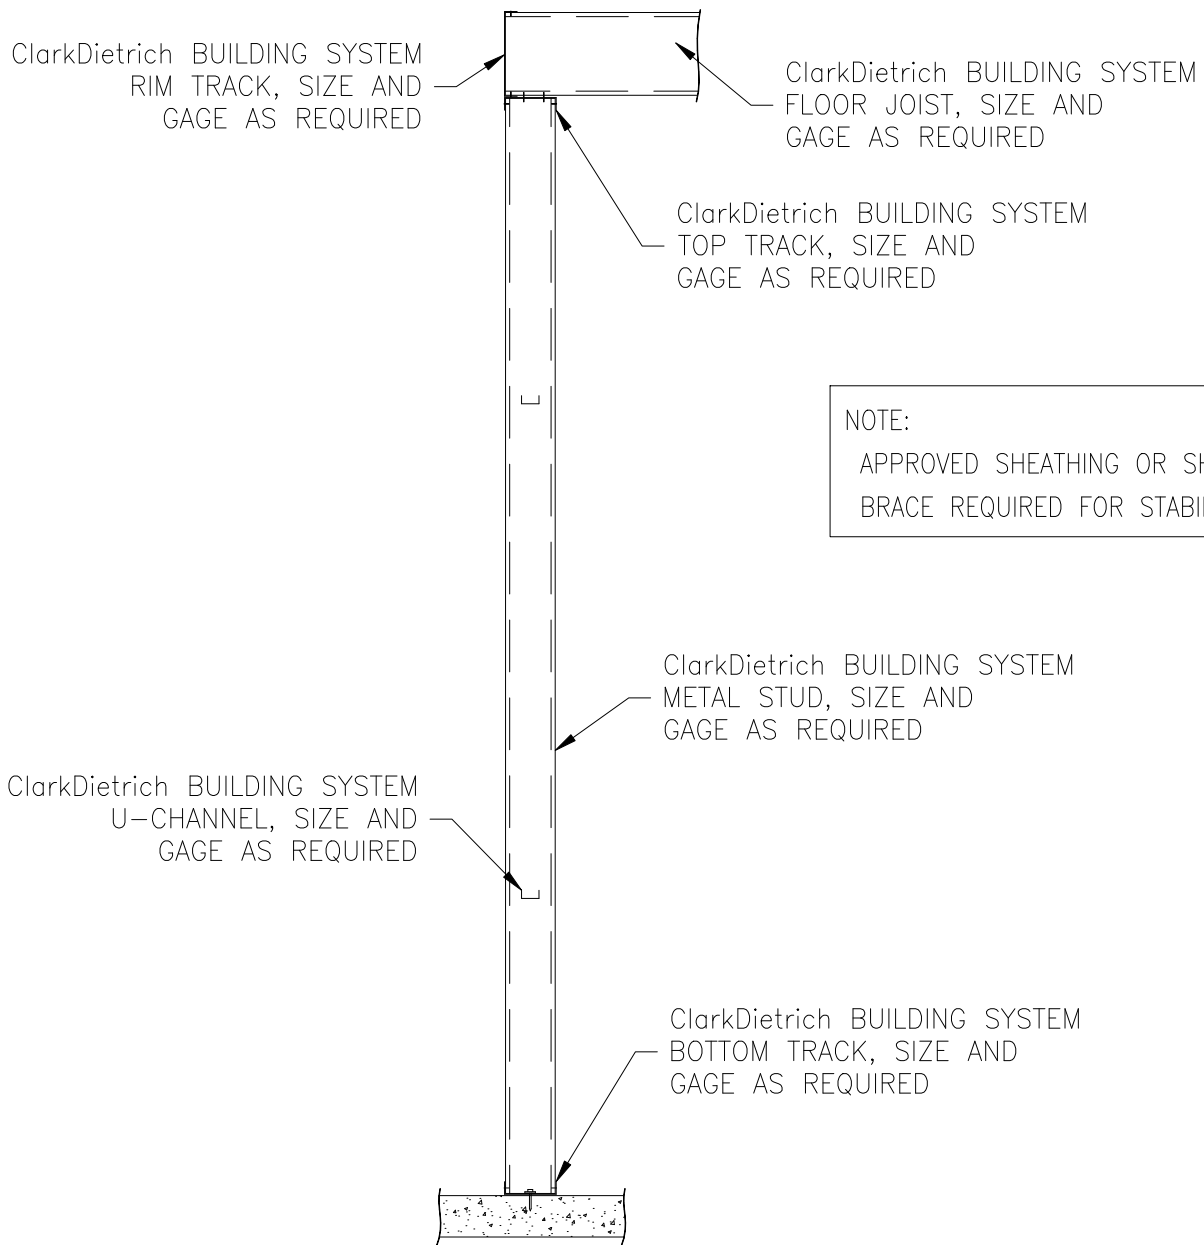 ClarkDietrich BUILDING SYSTEM
RIM TRACK, SIZE AND
GAGE AS REQUIRED
ClarkDietrich BUILDING SYSTEM
FLOOR JOIST, SIZE AND
GAGE AS REQUIRED
ClarkDietrich BUILDING SYSTEM
TOP TRACK, SIZE AND
GAGE AS REQUIRED
NOTE:
APPROVED SHEATHING OR
BRACE REQUIRED FOR
ClarkDietrich BUILDING SYSTEM
METAL STUD, SIZE AND
GAGE AS REQUIRED
ClarkDietrich BUILDING SYSTEM
U-CHANNEL, SIZE AND
GAGE AS REQUIRED
ClarkDietrich BUILDING SYSTEM
BOTTOM TRACK, SIZE AND
GAGE AS REQUIRED